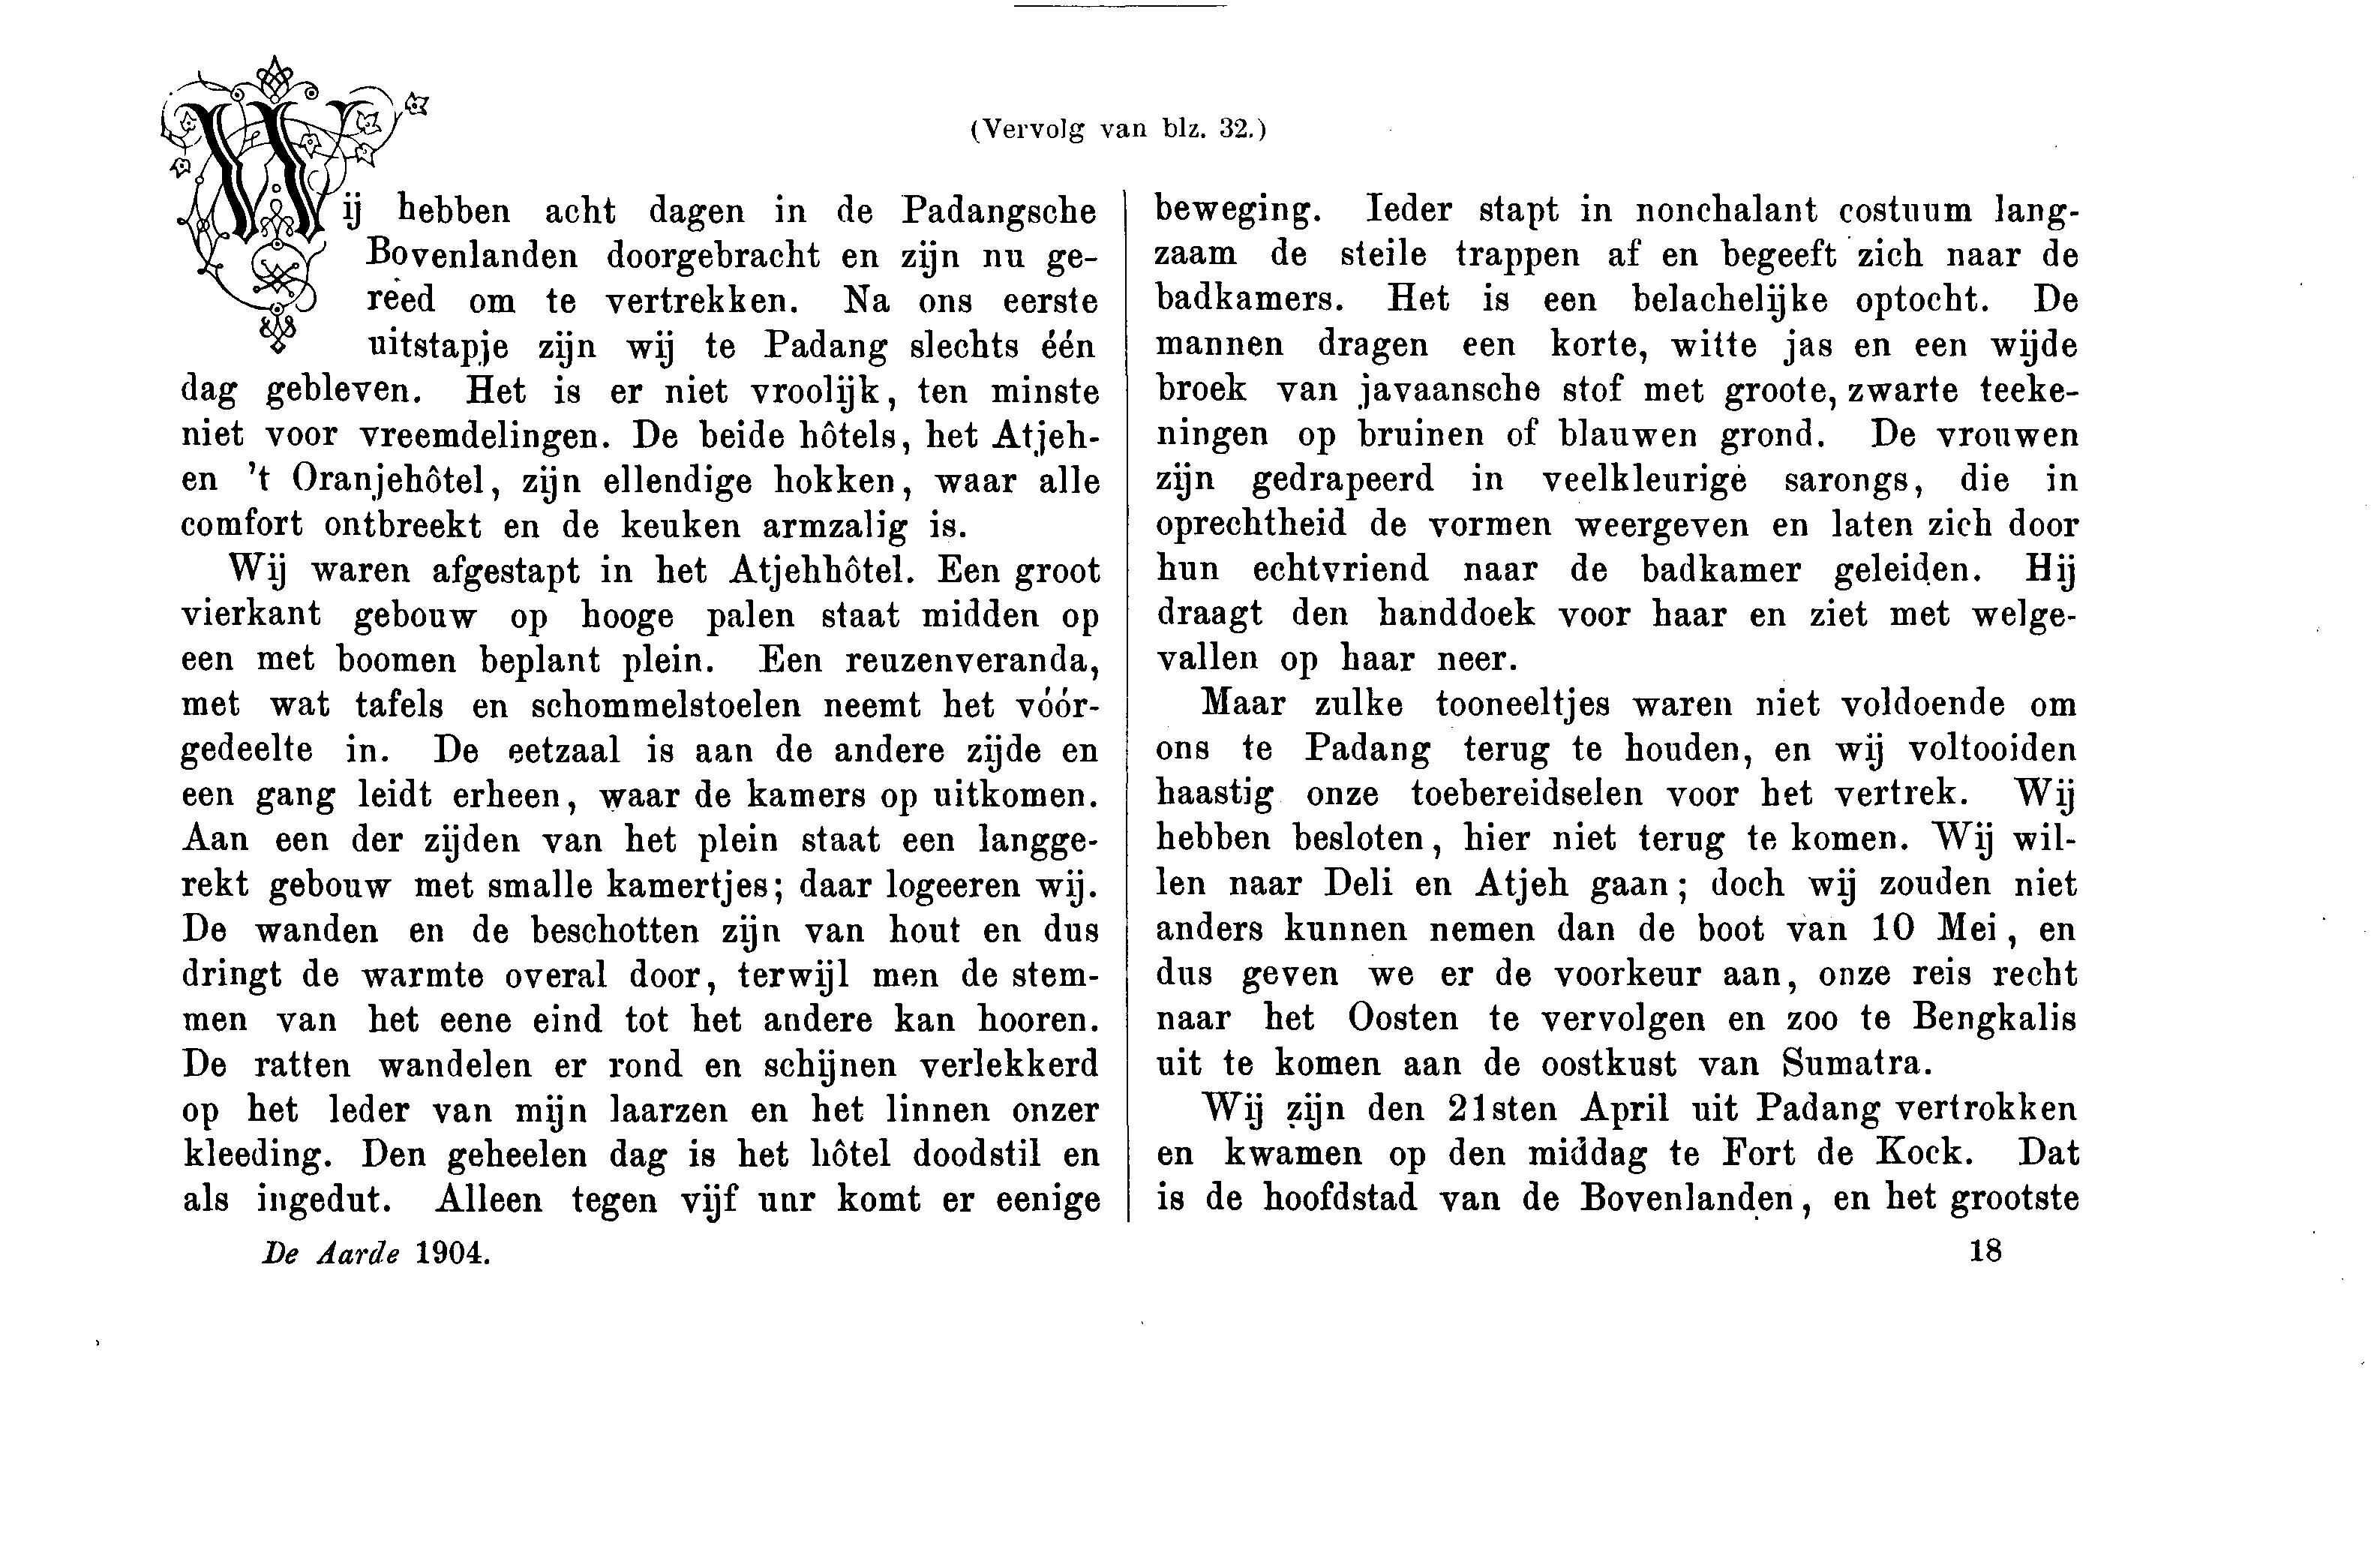 (Vervolg van blz. 32.)
Wij hebben acht dagen in de Padangsche
Bovenlanden doorgebracht en zijn nu ge-
reed om te vertrekken. Na ons eerste
uitstapje zijn wij te Padang slechts één
dag gebleven. Het is er niet vroolijk, ten minste
niet voor vreemdelingen. De beide hôtels, het Atjeh-
en 't Oranjehôtel, zijn ellendige hokken, waar alle
comfort ontbreekt en de keuken armzalig is.
Wij waren afgestapt in het Atjehhôtel. Een groot
vierkant gebouw op hooge palen staat midden op
een met boomen beplant plein. Een reuzenveranda,
met wat tafels en schommelstoelen neemt het vóór-
gedeelte in. De eetzaal is aan de andere zijde en
een gang leidt erheen, waar de kamers op uitkomen.
Aan een der zijden van het plein staat een langge-
rekt gebouw met smalle kamertjes; daar logeeren wij.
De wanden en de beschotten zijn van hout en dus
dringt de warmte overal door, terwijl men de stem-
men van het eene eind tot het andere kan hooren.
De ratten wandelen er rond en schijnen verlekkerd
op het leder van mijn laarzen en het linnen onzer
kleeding. Den geheelen dag is het hôtel doodstil en
als ingedut. Alleen tegen vijf uur komt er eenige
beweging. Ieder stapt in nonchalant costuum lang-
zaam de steile trappen af en begeeft zich naar de
badkamers. Het is een belachelijke optocht. De
mannen dragen een korte, witte jas en een wijde
broek van javaansche stof met groote, zwarte teeke-
ningen op bruinen of blauwen grond. De vrouwen
zijn gedrapeerd in veelkleurige sarongs, die in
oprechtheid de vormen weergeven en laten zich door
hun echtvriend naar de badkamer geleiden. Hij
draagt den handdoek voor haar en ziet met welge-
vallen op haar neer.
Maar zulke tooneeltjes waren niet voldoende om
ons te Padang terug te houden, en wij voltooiden
haastig onze toebereidselen voor het vertrek. Wij
hebben besloten, hier niet terug te komen. Wij wil-
len naar Deli en Atjeh gaan; doch wij zouden niet
anders kunnen nemen dan de boot van 10 Mei, en
dus geven we er de voorkeur aan, onze reis recht
naar het Oosten te vervolgen en zoo te Bengkalis
uit te komen aan de oostkust van Sumatra.
Wij zijn den 21sten April uit Padang vertrokken
en kwamen op den middag te Fort de Kock. Dat
is de hoofdstad van de Bovenlanden, en het grootste
De Aarde 1904.
18